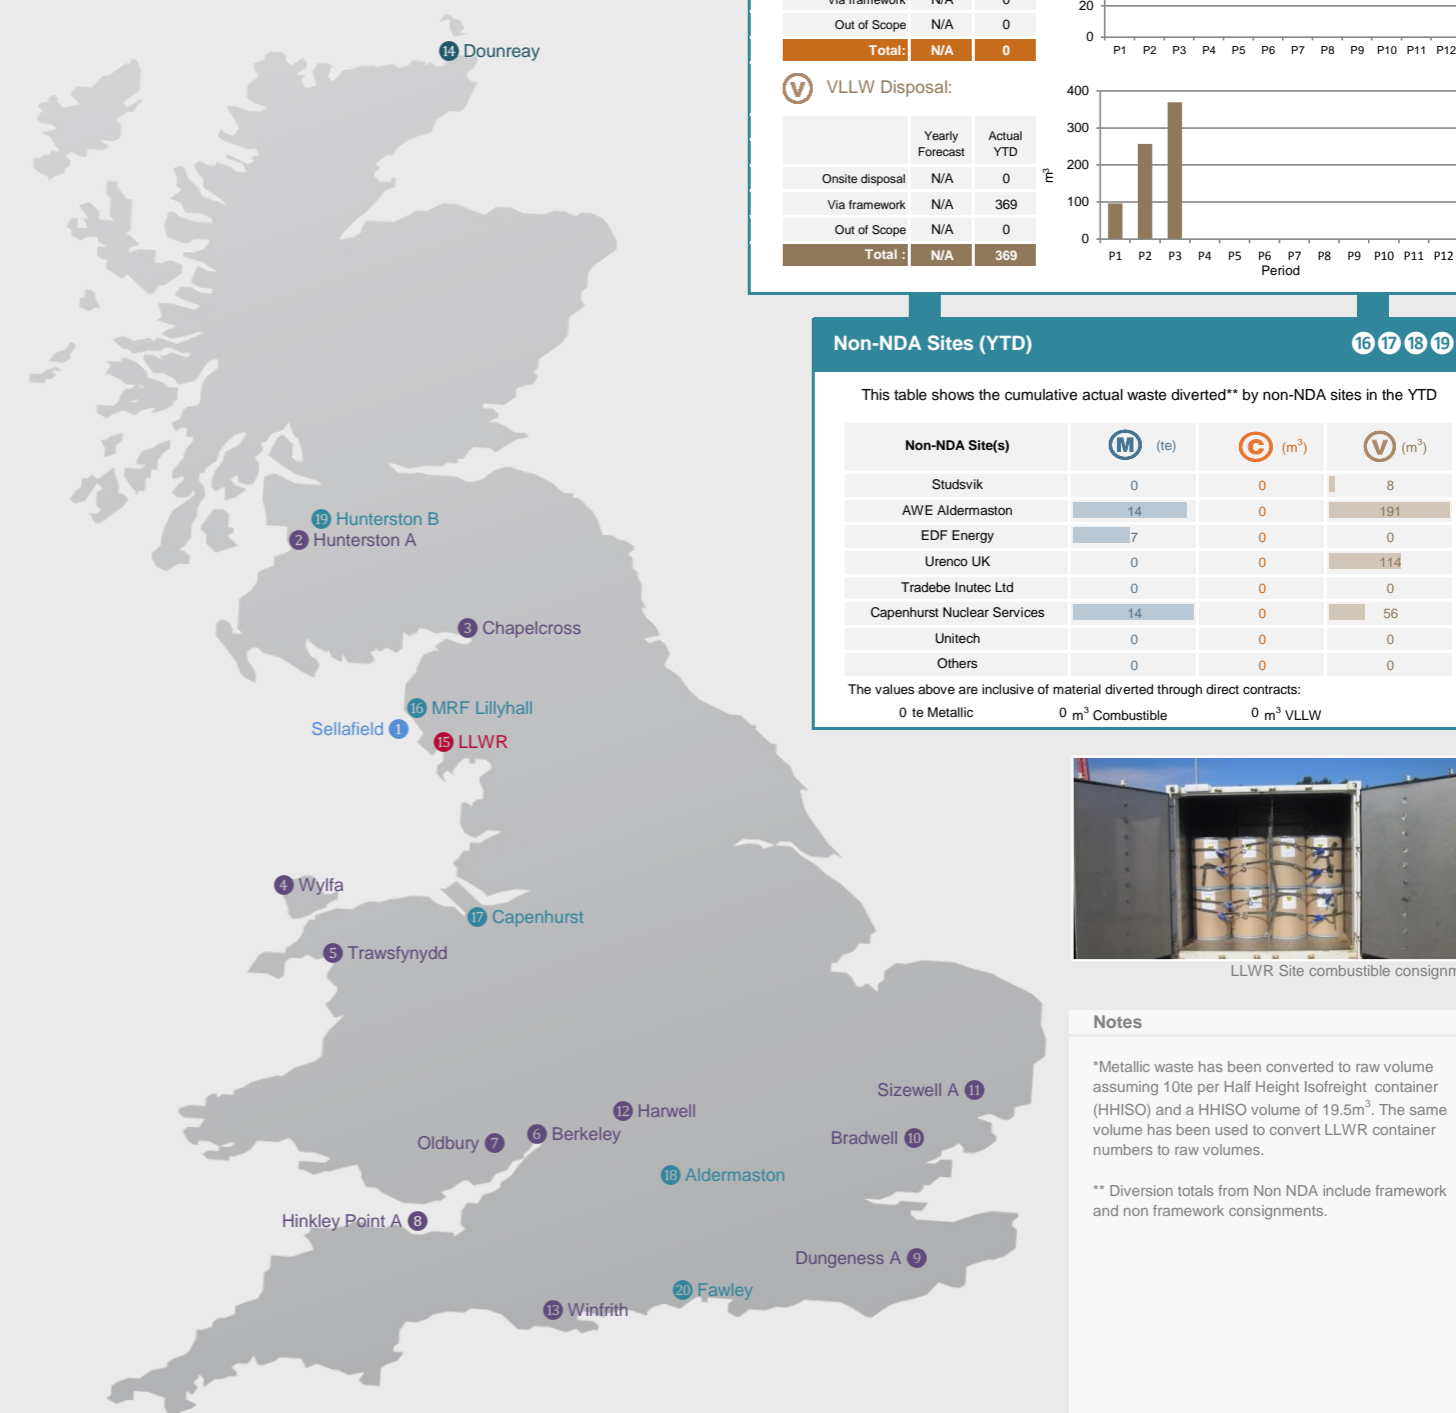 Via framework N/A 0
Out of Scope N/A 0
Total: N/A 0
20
0
P1 P2 P3 P4 P5 P6 P7 P8 P9 P10 P11 P12
V VLLW Disposal:
Yearly Forecast Actual YTD
Onsite disposal N/A 0
Via framework N/A 369
Out of Scope N/A 0
Total : N/A 369
400
300
200
100
0
m³
P1 P2 P3 P4 P5 P6 P7 P8 P9 P10 P11 P12
Period
Non-NDA Sites (YTD) 16 17 18 19
This table shows the cumulative actual waste diverted** by non-NDA sites in the YTD
Non-NDA Site(s) M (te) C (m³) V (m³)
Studsvik 0 0 8
AWE Aldermaston 14 0 191
EDF Energy 7 0 0
Urenco UK 0 0 114
Tradebe Inutec Ltd 0 0 0
Capenhurst Nuclear Services 14 0 56
Unitech 0 0 0
Others 0 0 0
The values above are inclusive of material diverted through direct contracts:
0 te Metallic 0 m³ Combustible 0 m³ VLLW
LLWR Site combustible consignm
Notes
*Metallic waste has been converted to raw volume
assuming 10te per Half Height Isofreight container
(HHISO) and a HHISO volume of 19.5m³. The same
volume has been used to convert LLWR container
numbers to raw volumes.
** Diversion totals from Non NDA include framework
and non framework consignments.
14 Dounreay
19 Hunterston B
2 Hunterston A
3 Chapelcross
16 MRF Lillyhall
Sellafield 1
15 LLWR
4 Wylfa
17 Capenhurst
5 Trawsfynydd
Sizewell A 11
12 Harwell
6 Berkeley
Oldbury 7
Bradwell 10
18 Aldermaston
Hinkley Point A 8
Dungeness A 9
20 Fawley
13 Winfrith